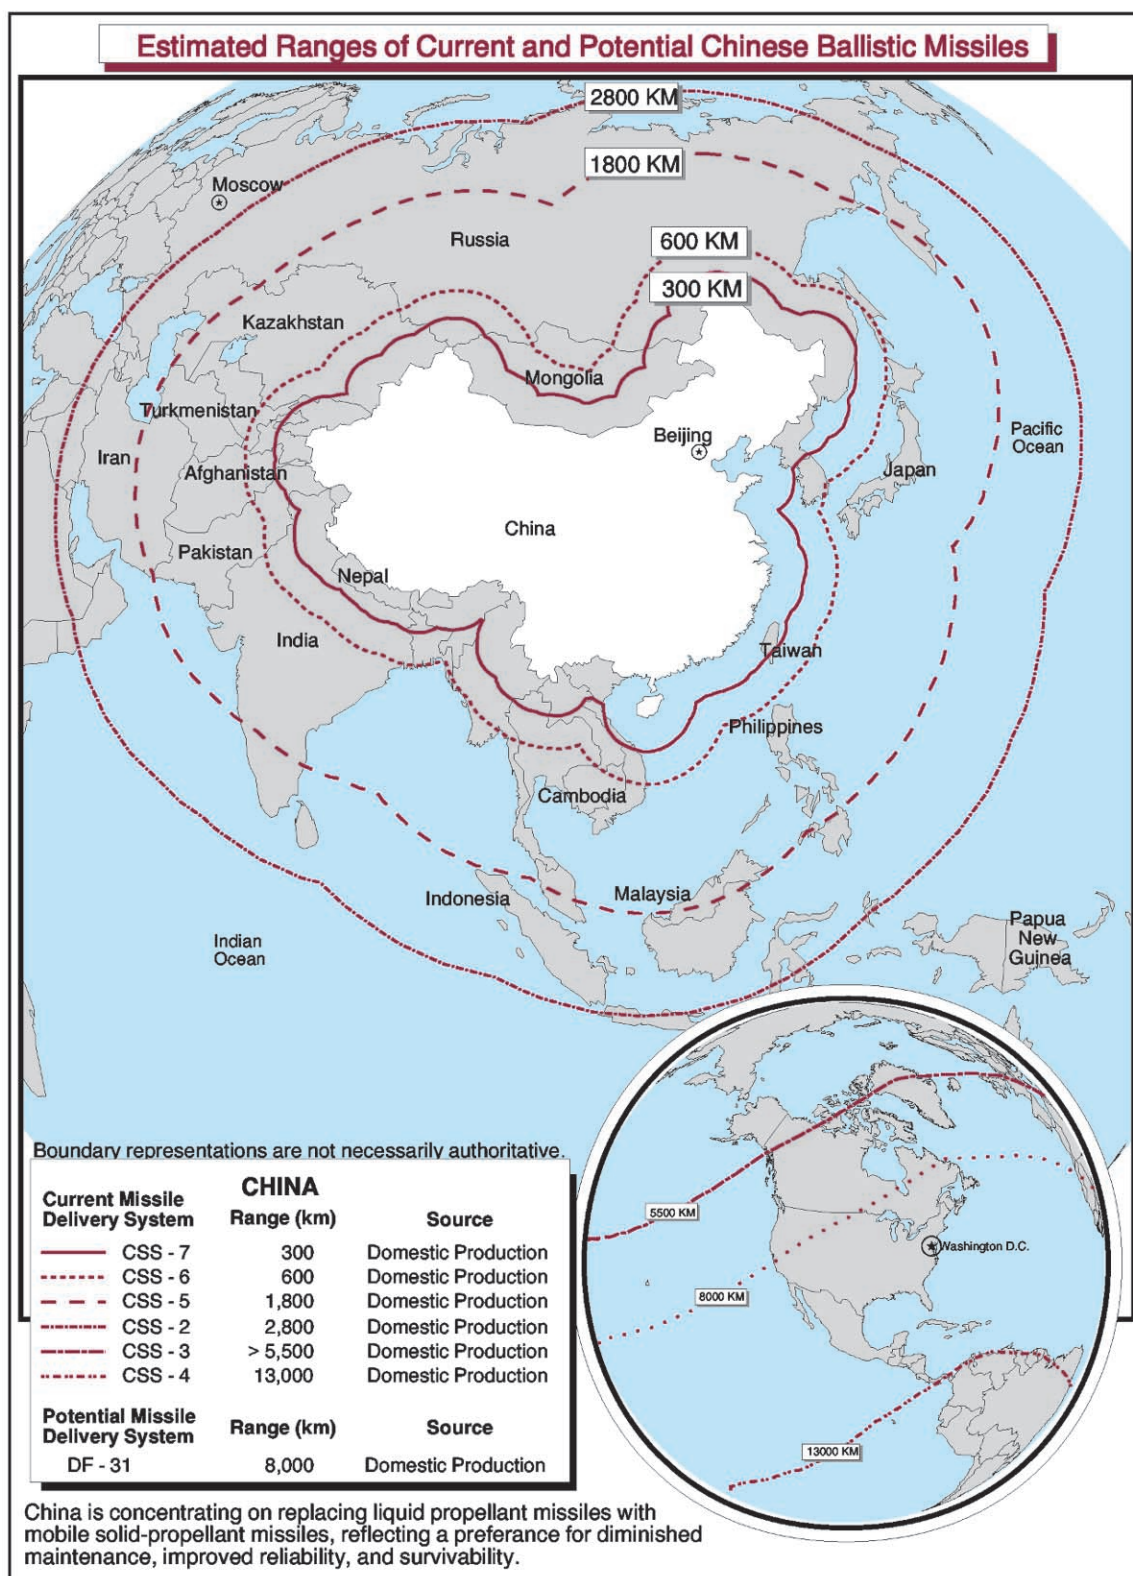 Estimated Ranges of Current and Potential Chinese Ballistic Missiles
2800 KM
1800 KM
Moscow
Russia
600 KM
300 KM
Kazakhstan
Mongolia
Turkmenistan
Beijing
Pacific
Ocean
Iran
Afghanistan
Japan
China
Pakistan
Nepal
India
Taiwan
Philippines
Cambodia
Indonesia
Malaysia
Indian
Ocean
Papua
New
Guinea
5500 KM
Washington D.C.
8000 KM
13000 KM
Boundary representations are not necessarily authoritative.
CHINA
Current Missile
Delivery System Range (km) Source
CSS - 7 300 Domestic Production
CSS - 6 600 Domestic Production
CSS - 5 1,800 Domestic Production
CSS - 2 2,800 Domestic Production
CSS - 3 > 5,500 Domestic Production
CSS - 4 13,000 Domestic Production
Potential Missile
Delivery System Range (km) Source
DF - 31 8,000 Domestic Production
China is concentrating on replacing liquid propellant missiles with
mobile solid-propellant missiles, reflecting a preferance for diminished
maintenance, improved reliability, and survivability.